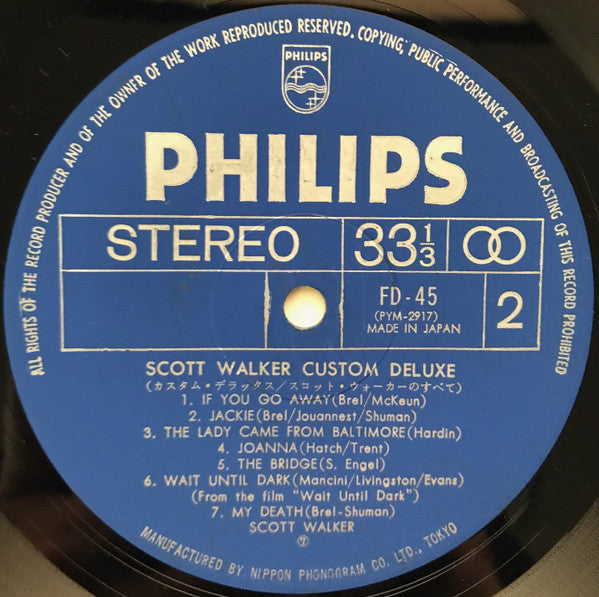 ALL RIGHTS OF THE RECORD PRODUCER AND OF THE OWNER OF THE WORK REPRODUCED RESERVED. COPYING, PUBLIC PERFORMANCE AND BROADCASTING OF THIS RECORD PROHIBITED
PHILIPS
PHILIPS
STEREO 33 1/3
FD-45 2
(PYM-2917)
MADE IN JAPAN
SCOTT WALKER CUSTOM DELUXE
(カスタム・デラックス/スコット・ウォーカーのすべて)
1. IF YOU GO AWAY(Brel/McKeun)
2. JACKIE(Brel/Jouannest/Shuman)
3. THE LADY CAME FROM BALTIMORE(Hardin)
4. JOANNA(Hatch/Trent)
5. THE BRIDGE(S. Engel)
6. WAIT UNTIL DARK(Mancini/Livingston/Evans)
(From the film "Wait Until Dark")
7. MY DEATH(Brel-Shuman)
SCOTT WALKER
MANUFACTURED BY NIPPON PHONOGRAM CO. LTD., TOKYO